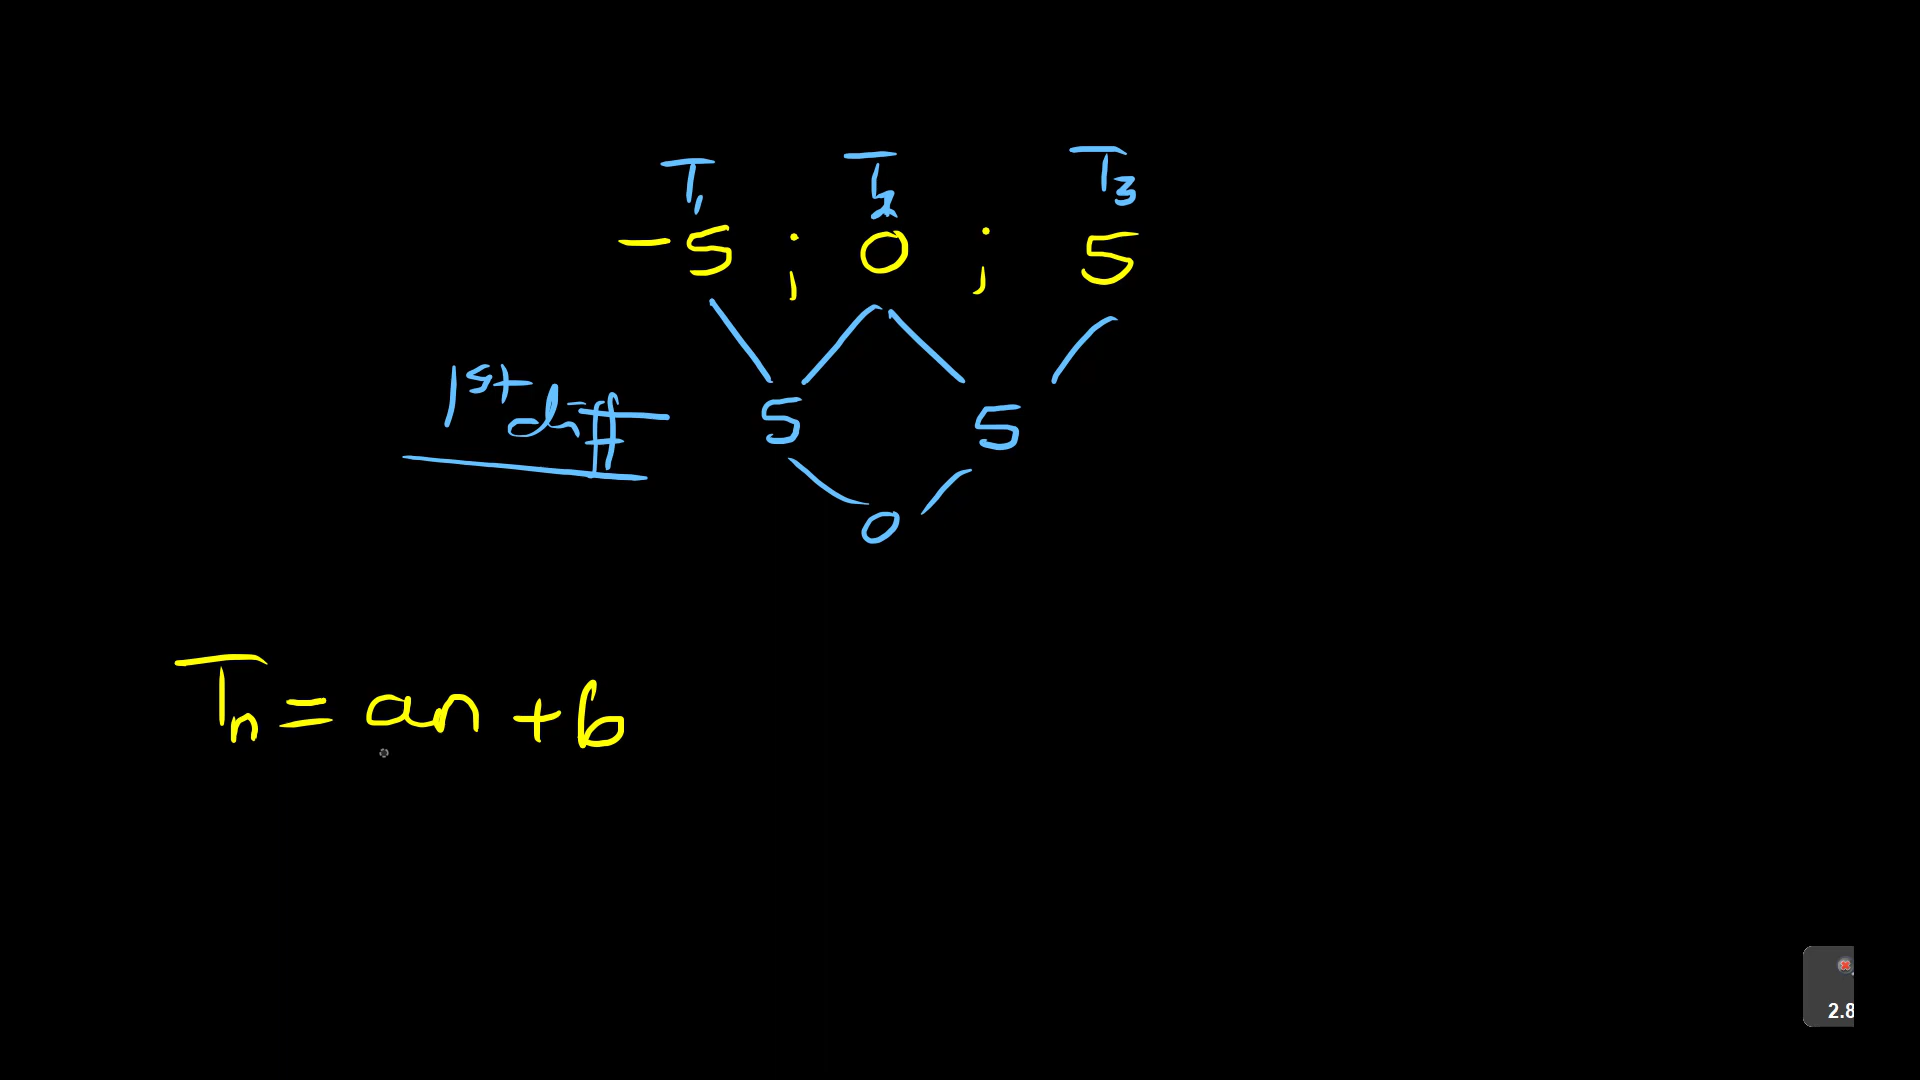 T₁ T₂ T₃
-5 ; 0 ; 5
1st diff 5 5
0
Tn = an + b
2.8